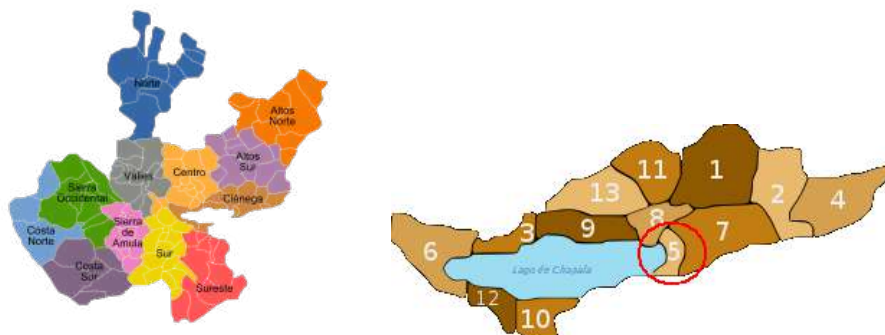 Norte
Altos
Norte
Altos
Sur
Valles
Centro
Ciénega
Sierra
Occidental
Costa
Norte
Sierra
de
Amula
Sur
Costa
Sur
Sureste
1
11
2
4
13
8
7
3
9
5
6
Lago de Chapala
12
10